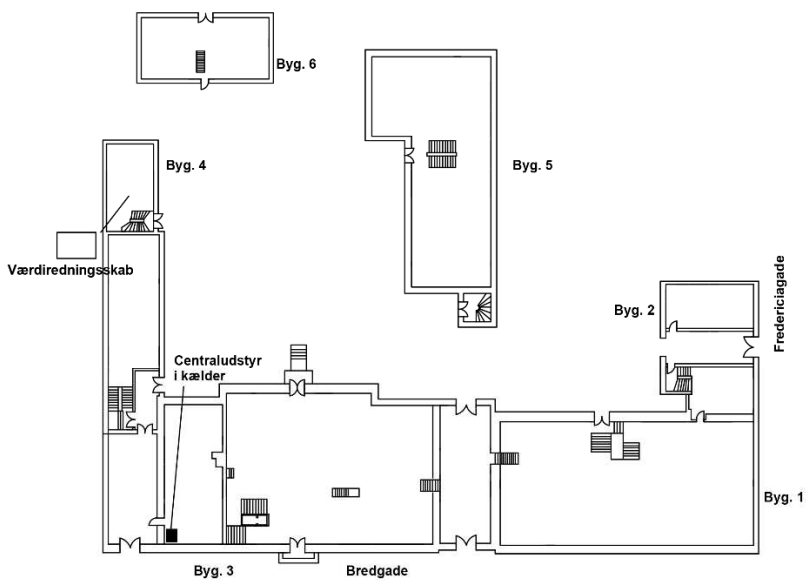 Byg. 6
Byg. 4
Byg. 5
Værdiredningsskab
Byg. 2
Fredericiagade
Centraludstyr
i kælder
Byg. 1
Byg. 3
Bredgade